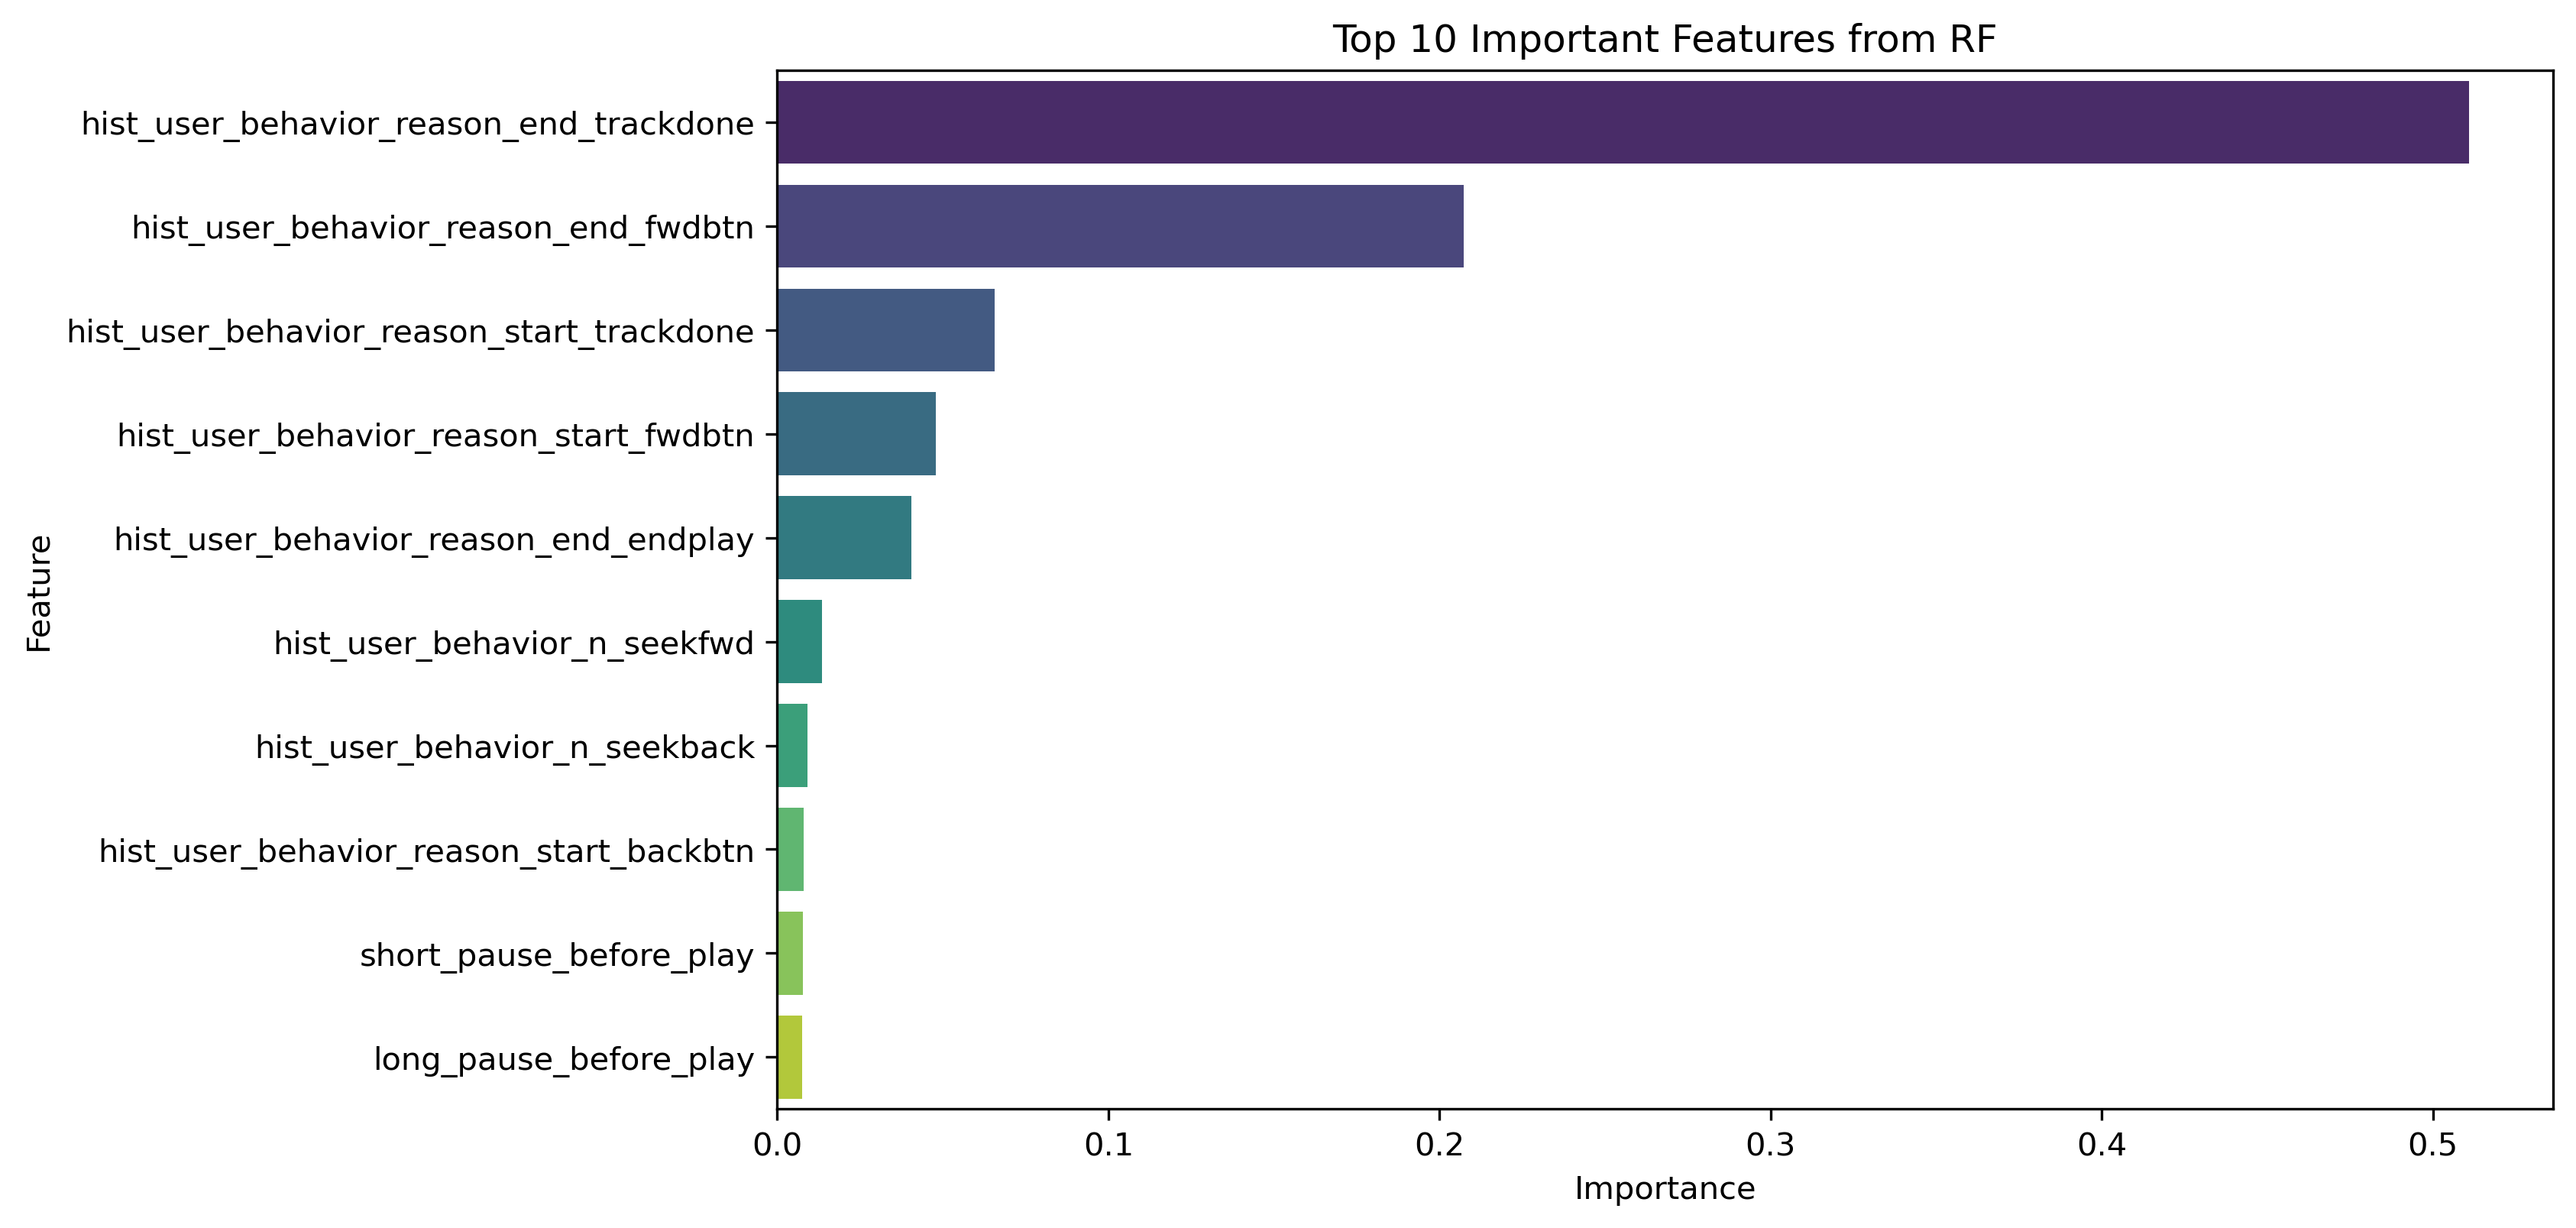 Top 10 Important Features from RF
hist_user_behavior_reason_end_trackdone
hist_user_behavior_reason_end_fwdbtn
hist_user_behavior_reason_start_trackdone
hist_user_behavior_reason_start_fwdbtn
hist_user_behavior_reason_end_endplay
hist_user_behavior_n_seekfwd
hist_user_behavior_n_seekback
hist_user_behavior_reason_start_backbtn
short_pause_before_play
long_pause_before_play
Feature
0.0 0.1 0.2 0.3 0.4 0.5
Importance